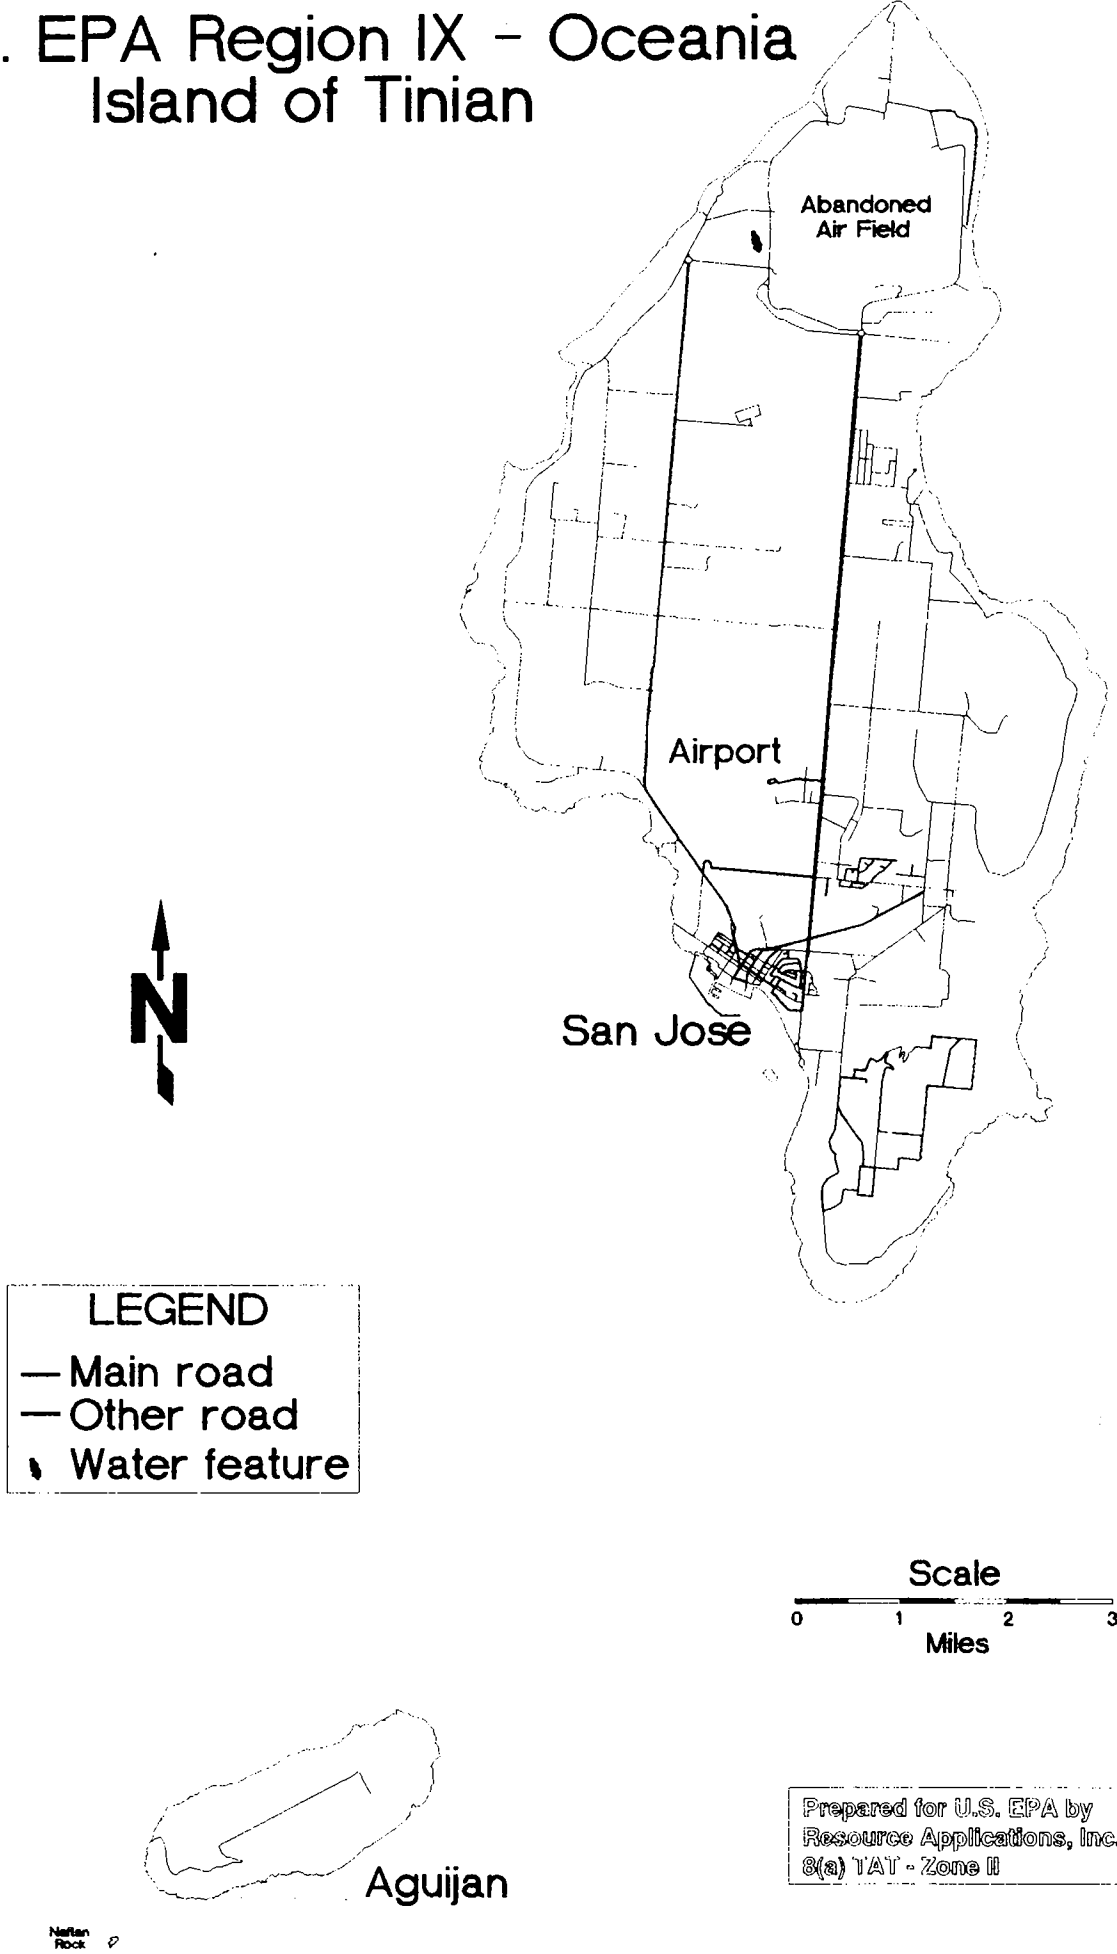 . EPA Region IX - Oceania
Island of Tinian
Abandoned
Air Field
Airport
N
San Jose
LEGEND
Main road
Other road
Water feature
Scale
0 1 2 3
Miles
Prepared for U.S. EPA by
Resource Applications, Inc.
8(a) TAT - Zone II
Aguijan
Naftan
Rock